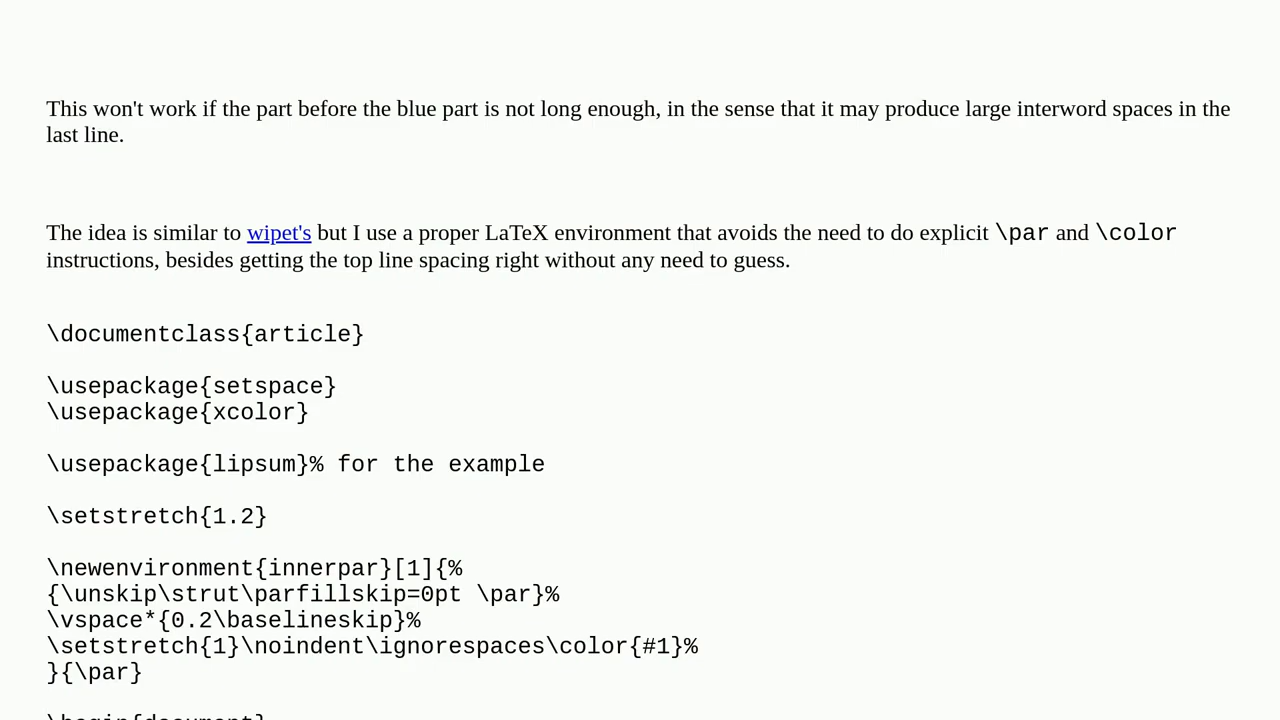 This won't work if the part before the blue part is not long enough, in the sense that it may produce large interword spaces in the
last line.
The idea is similar to wipet's but I use a proper LaTeX environment that avoids the need to do explicit \par and \color
instructions, besides getting the top line spacing right without any need to guess.
\documentclass{article}
\usepackage{setspace}
\usepackage{xcolor}
\usepackage{lipsum}% for the example
\setstretch{1.2}
\newenvironment{innerpar}[1]{%
{\unskip\strut\parfillskip=0pt \par}%
\vspace*{0.2\baselineskip}%
\setstretch{1}\noindent\ignorespaces\color{#1}%
}{\par}
\begin{document}